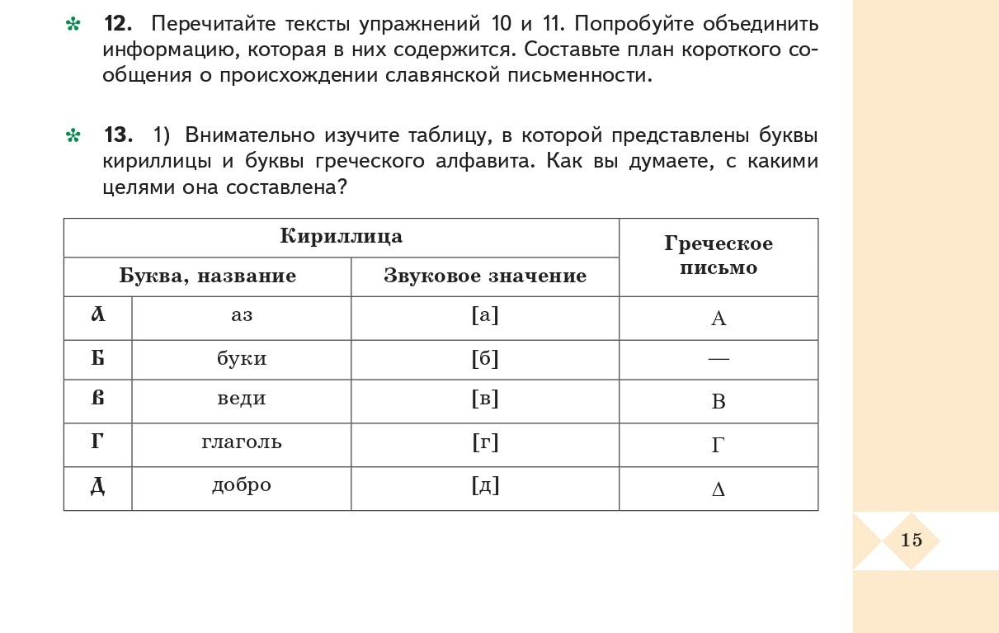 ✻ 12. Перечитайте тексты упражнений 10 и 11. Попробуйте объединить
информацию, которая в них содержится. Составьте план короткого со-
общения о происхождении славянской письменности.
✻ 13. 1) Внимательно изучите таблицу, в которой представлены буквы
кириллицы и буквы греческого алфавита. Как вы думаете, с какими
целями она составлена?
Кириллица
Греческое
письмо
Буква, название Звуковое значение
А аз [а] Α
Б буки [б] —
В веди [в] Β
Г глаголь [г] Γ
Д добро [д] Δ
15